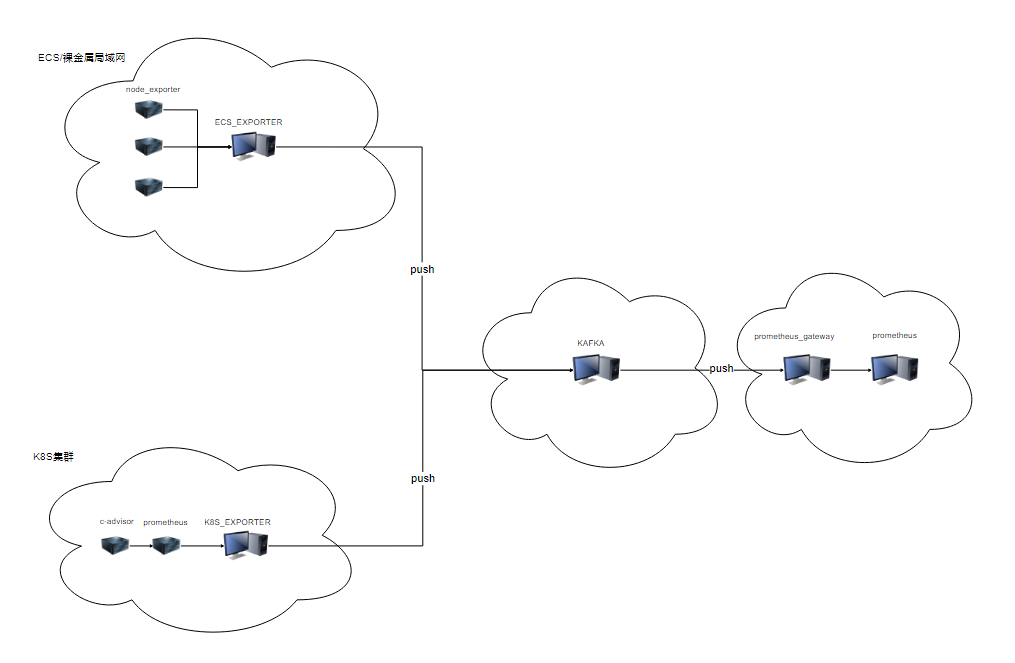 ECS/裸金属局域网
node_exporter
ECS_EXPORTER
push
KAFKA
prometheus_gateway
prometheus
push
K8S集群
push
c-advisor
prometheus
K8S_EXPORTER